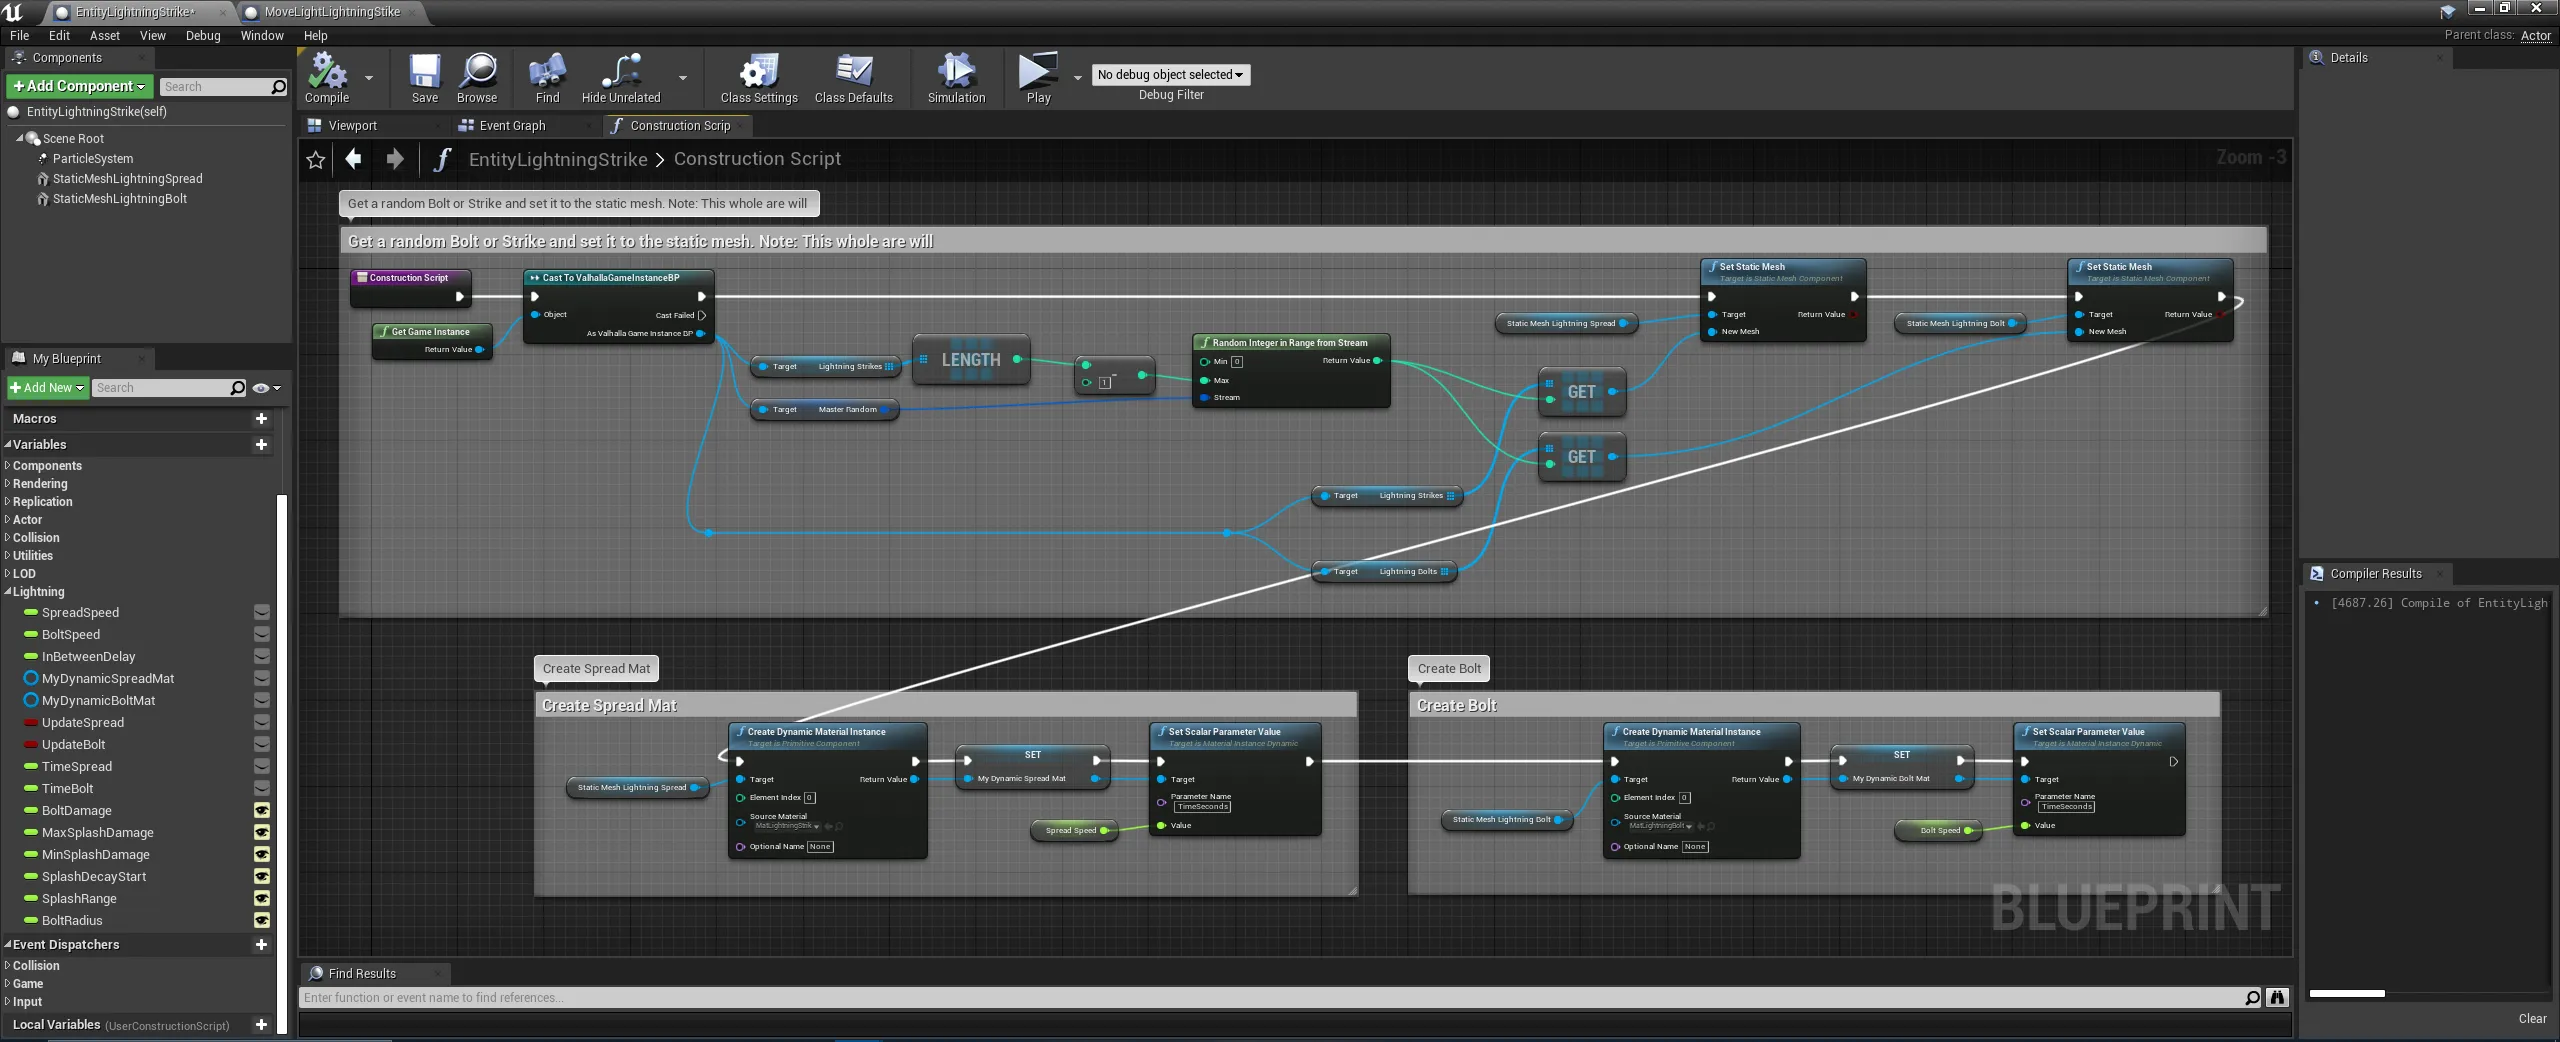 EntityLightningStrike*
MoveLightLightningStike
File Edit Asset View Debug Window Help
Parent class: Actor
Components
+Add Component
Search
EntityLightningStrike(self)
Scene Root
ParticleSystem
StaticMeshLightningSpread
StaticMeshLightningBolt
My Blueprint
+Add New
Search
Macros
Variables
Components
Rendering
Replication
Actor
Collision
Utilities
LOD
Lightning
SpreadSpeed
BoltSpeed
InBetweenDelay
MyDynamicSpreadMat
MyDynamicBoltMat
UpdateSpread
UpdateBolt
TimeSpread
TimeBolt
BoltDamage
MaxSplashDamage
MinSplashDamage
SplashDecayStart
SplashRange
BoltRadius
Event Dispatchers
Collision
Game
Input
Local Variables (UserConstructionScript)
Compile
Save
Browse
Find
Hide Unrelated
Class Settings
Class Defaults
Simulation
Play
No debug object selected
Debug Filter
Viewport
Event Graph
Construction Scrip
EntityLightningStrike > Construction Script
Zoom -3
Get a random Bolt or Strike and set it to the static mesh. Note: This whole are will
Get a random Bolt or Strike and set it to the static mesh. Note: This whole are will
Construction Script
Get Game Instance
Return Value
Cast To ValhallaGameInstanceBP
Object
Cast Failed
As Valhalla Game Instance BP
Target Lightning Strikes
Target Master Random
LENGTH
1
-
Random Integer in Range from Stream
Min 0
Return Value
Max
Stream
GET
GET
Target Lightning Strikes
Target Lightning Bolts
Static Mesh Lightning Spread
Set Static Mesh
Target is Static Mesh Component
Target
Return Value
New Mesh
Static Mesh Lightning Bolt
Set Static Mesh
Target is Static Mesh Component
Target
Return Value
New Mesh
Create Spread Mat
Create Spread Mat
Static Mesh Lightning Spread
Create Dynamic Material Instance
Target is Primitive Component
Target
Return Value
Element Index 0
Source Material
MatLightningStrik
Optional Name None
SET
My Dynamic Spread Mat
Spread Speed
Set Scalar Parameter Value
Target is Material Instance Dynamic
Target
Parameter Name
TimeSeconds
Value
Create Bolt
Create Bolt
Static Mesh Lightning Bolt
Create Dynamic Material Instance
Target is Primitive Component
Target
Return Value
Element Index 0
Source Material
MatLightningBolt
Optional Name None
SET
My Dynamic Bolt Mat
Bolt Speed
Set Scalar Parameter Value
Target is Material Instance Dynamic
Target
Parameter Name
TimeSeconds
Value
BLUEPRINT
Find Results
Enter function or event name to find references...
Details
Compiler Results
[4687.26] Compile of EntityLigh
Clear